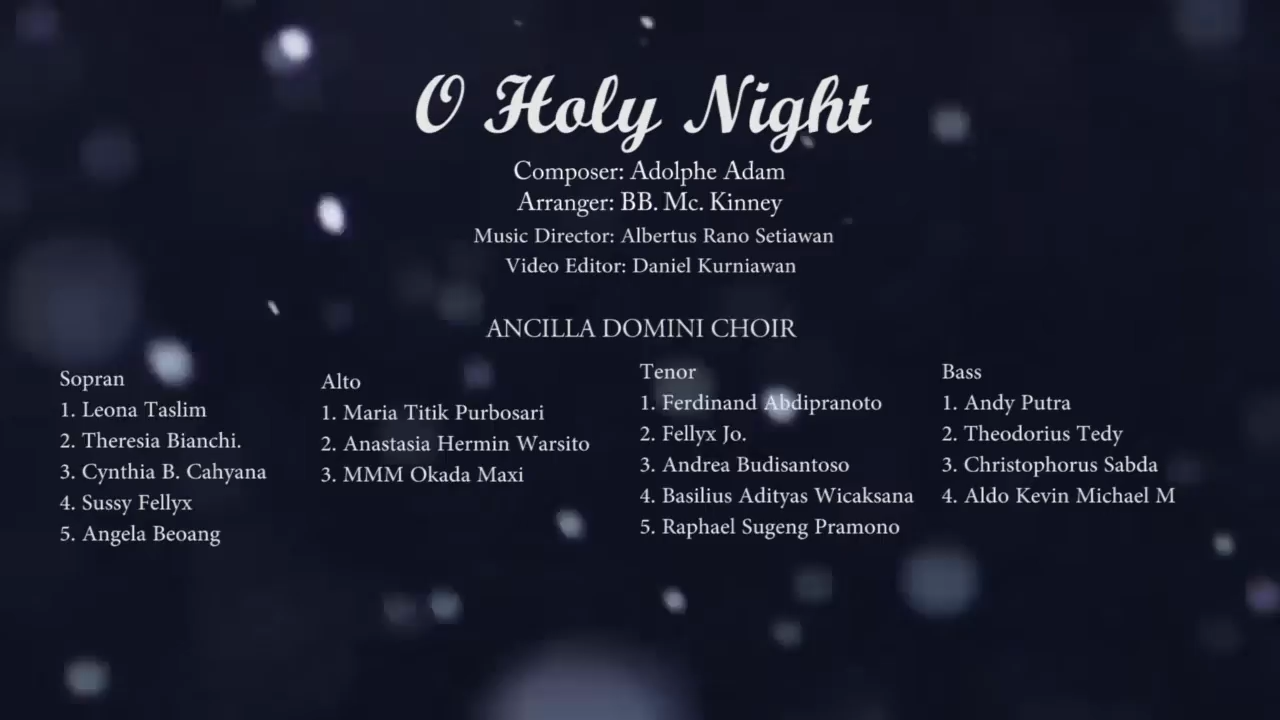 O Holy Night
Composer: Adolphe Adam
Arranger: BB. Mc. Kinney
Music Director: Albertus Rano Setiawan
Video Editor: Daniel Kurniawan
ANCILLA DOMINI CHOIR
Sopran
1. Leona Taslim
2. Theresia Bianchi.
3. Cynthia B. Cahyana
4. Sussy Fellyx
5. Angela Beoang
Alto
1. Maria Titik Purbosari
2. Anastasia Hermin Warsito
3. MMM Okada Maxi
Tenor
1. Ferdinand Abdipranoto
2. Fellyx Jo.
3. Andrea Budisantoso
4. Basilius Adityas Wicaksana
5. Raphael Sugeng Pramono
Bass
1. Andy Putra
2. Theodorius Tedy
3. Christophorus Sabda
4. Aldo Kevin Michael M